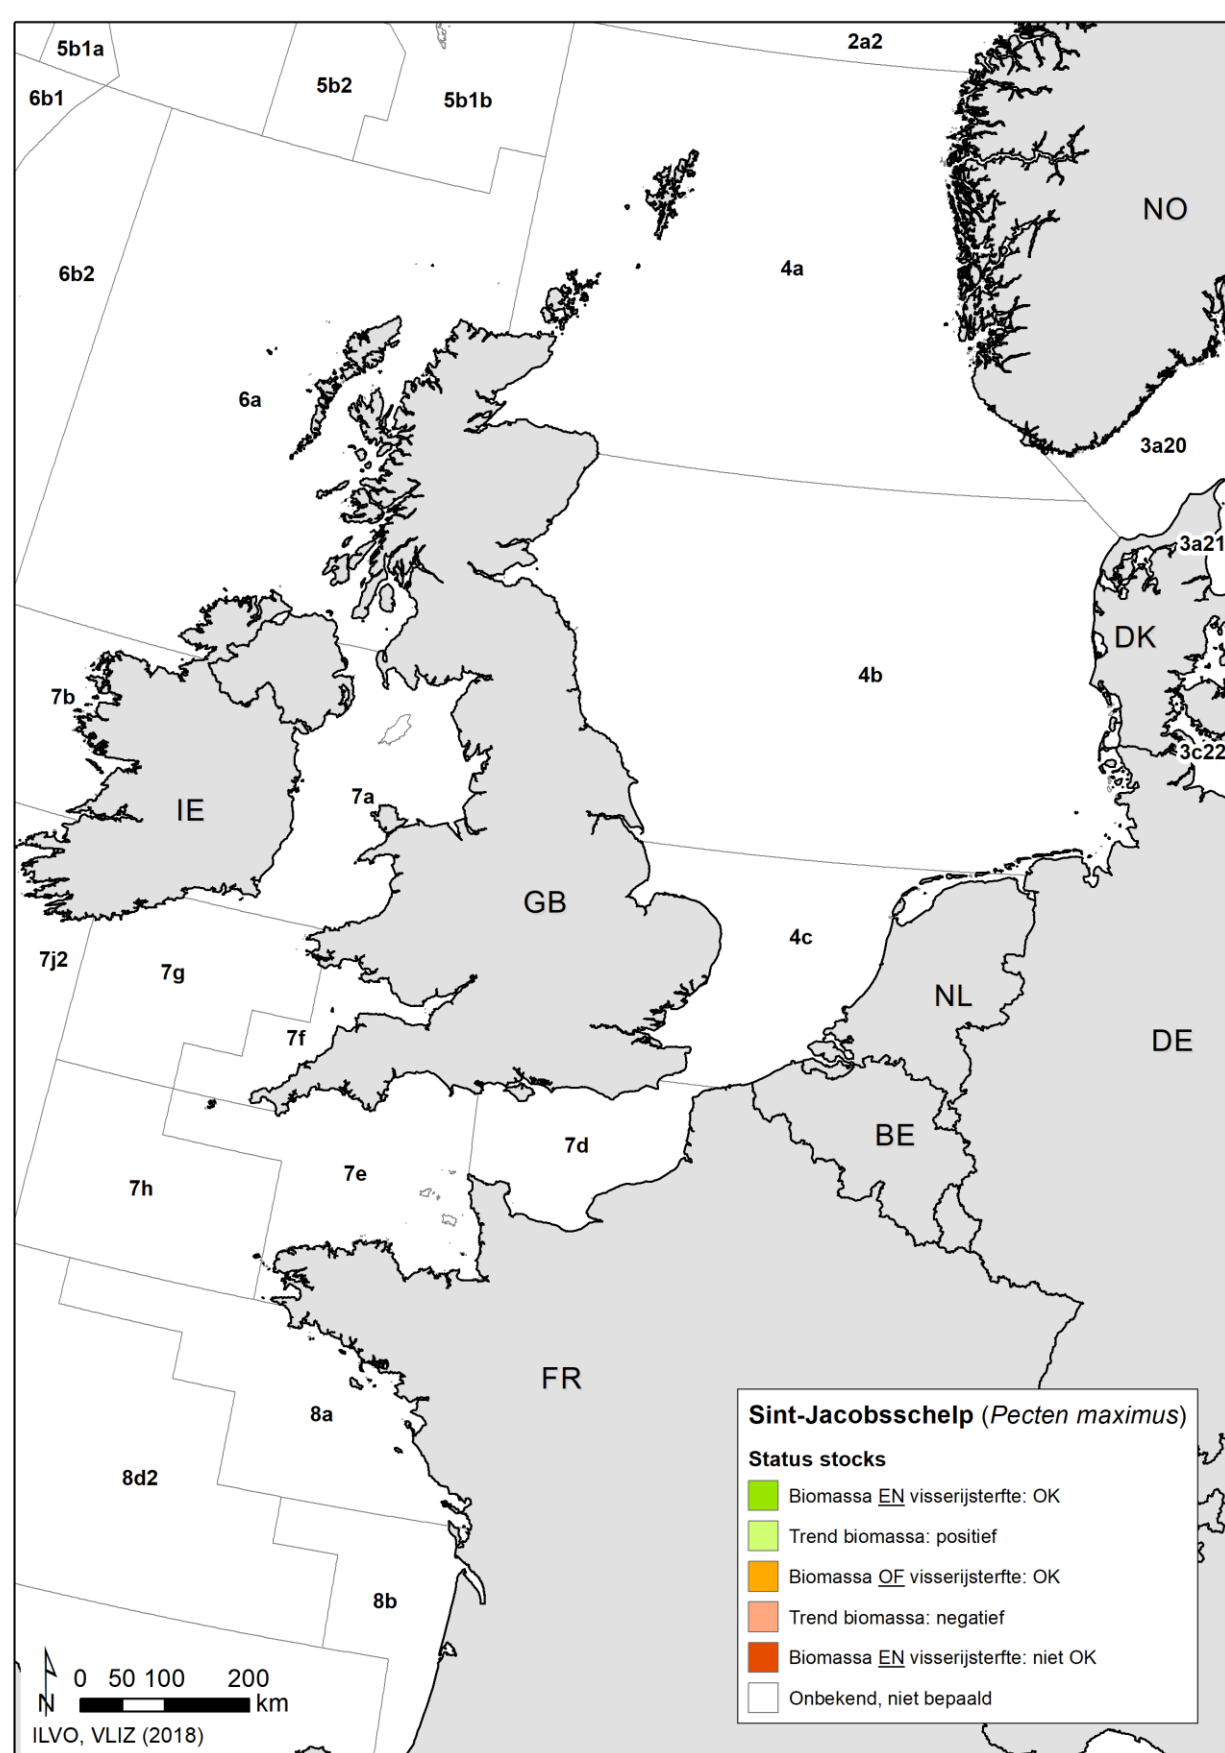 2a2
5b1a
5b2
6b1
5b1b
NO
4a
6b2
6a
3a20
3a21
DK
4b
7b
3c22
7a
IE
GB
4c
7j2
7g
NL
7f
DE
BE
7d
7e
7h
FR
8a
8d2
8b
Sint-Jacobsschelp (Pecten maximus)
Status stocks
Biomassa EN visserijsterfte: OK
Trend biomassa: positief
Biomassa OF visserijsterfte: OK
Trend biomassa: negatief
Biomassa EN visserijsterfte: niet OK
Onbekend, niet bepaald
0 50 100 200
N km
ILVO, VLIZ (2018)